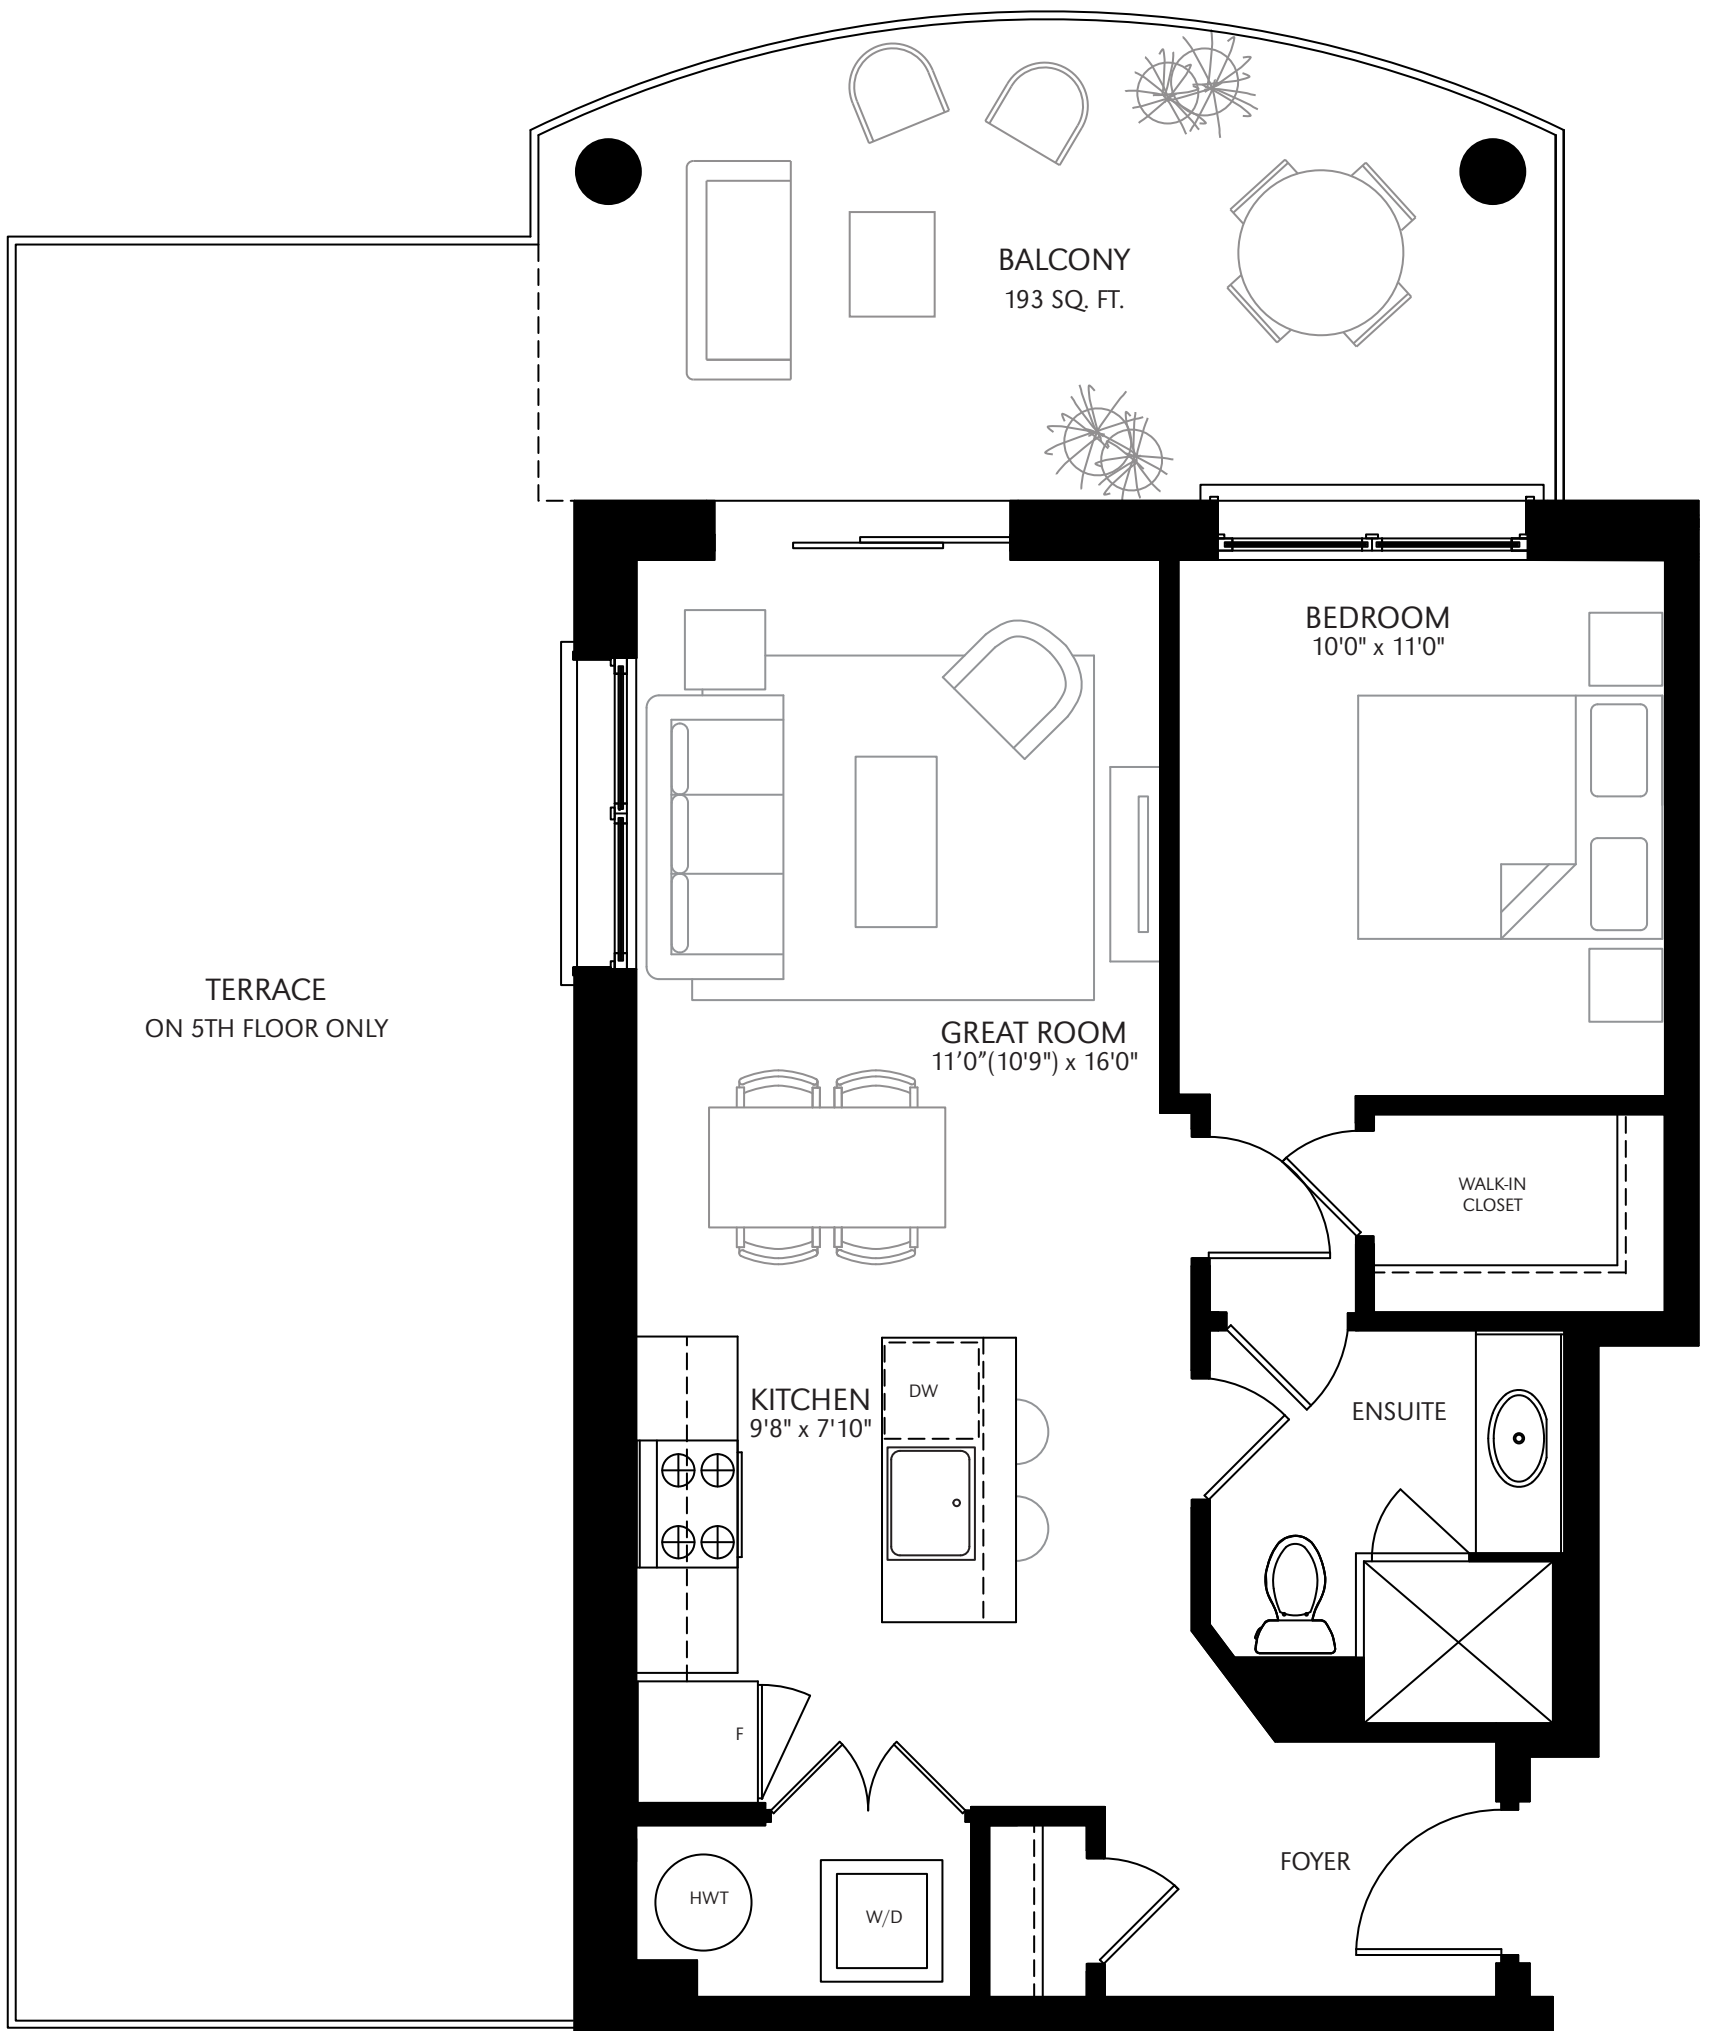 BALCONY
193 SQ. FT.
BEDROOM
10'0" x 11'0"
TERRACE
ON 5TH FLOOR ONLY
GREAT ROOM
11’0”(10'9") x 16'0"
WALK-IN
CLOSET
KITCHEN
9'8" x 7'10"
DW
ENSUITE
F
FOYER
HWT
W/D